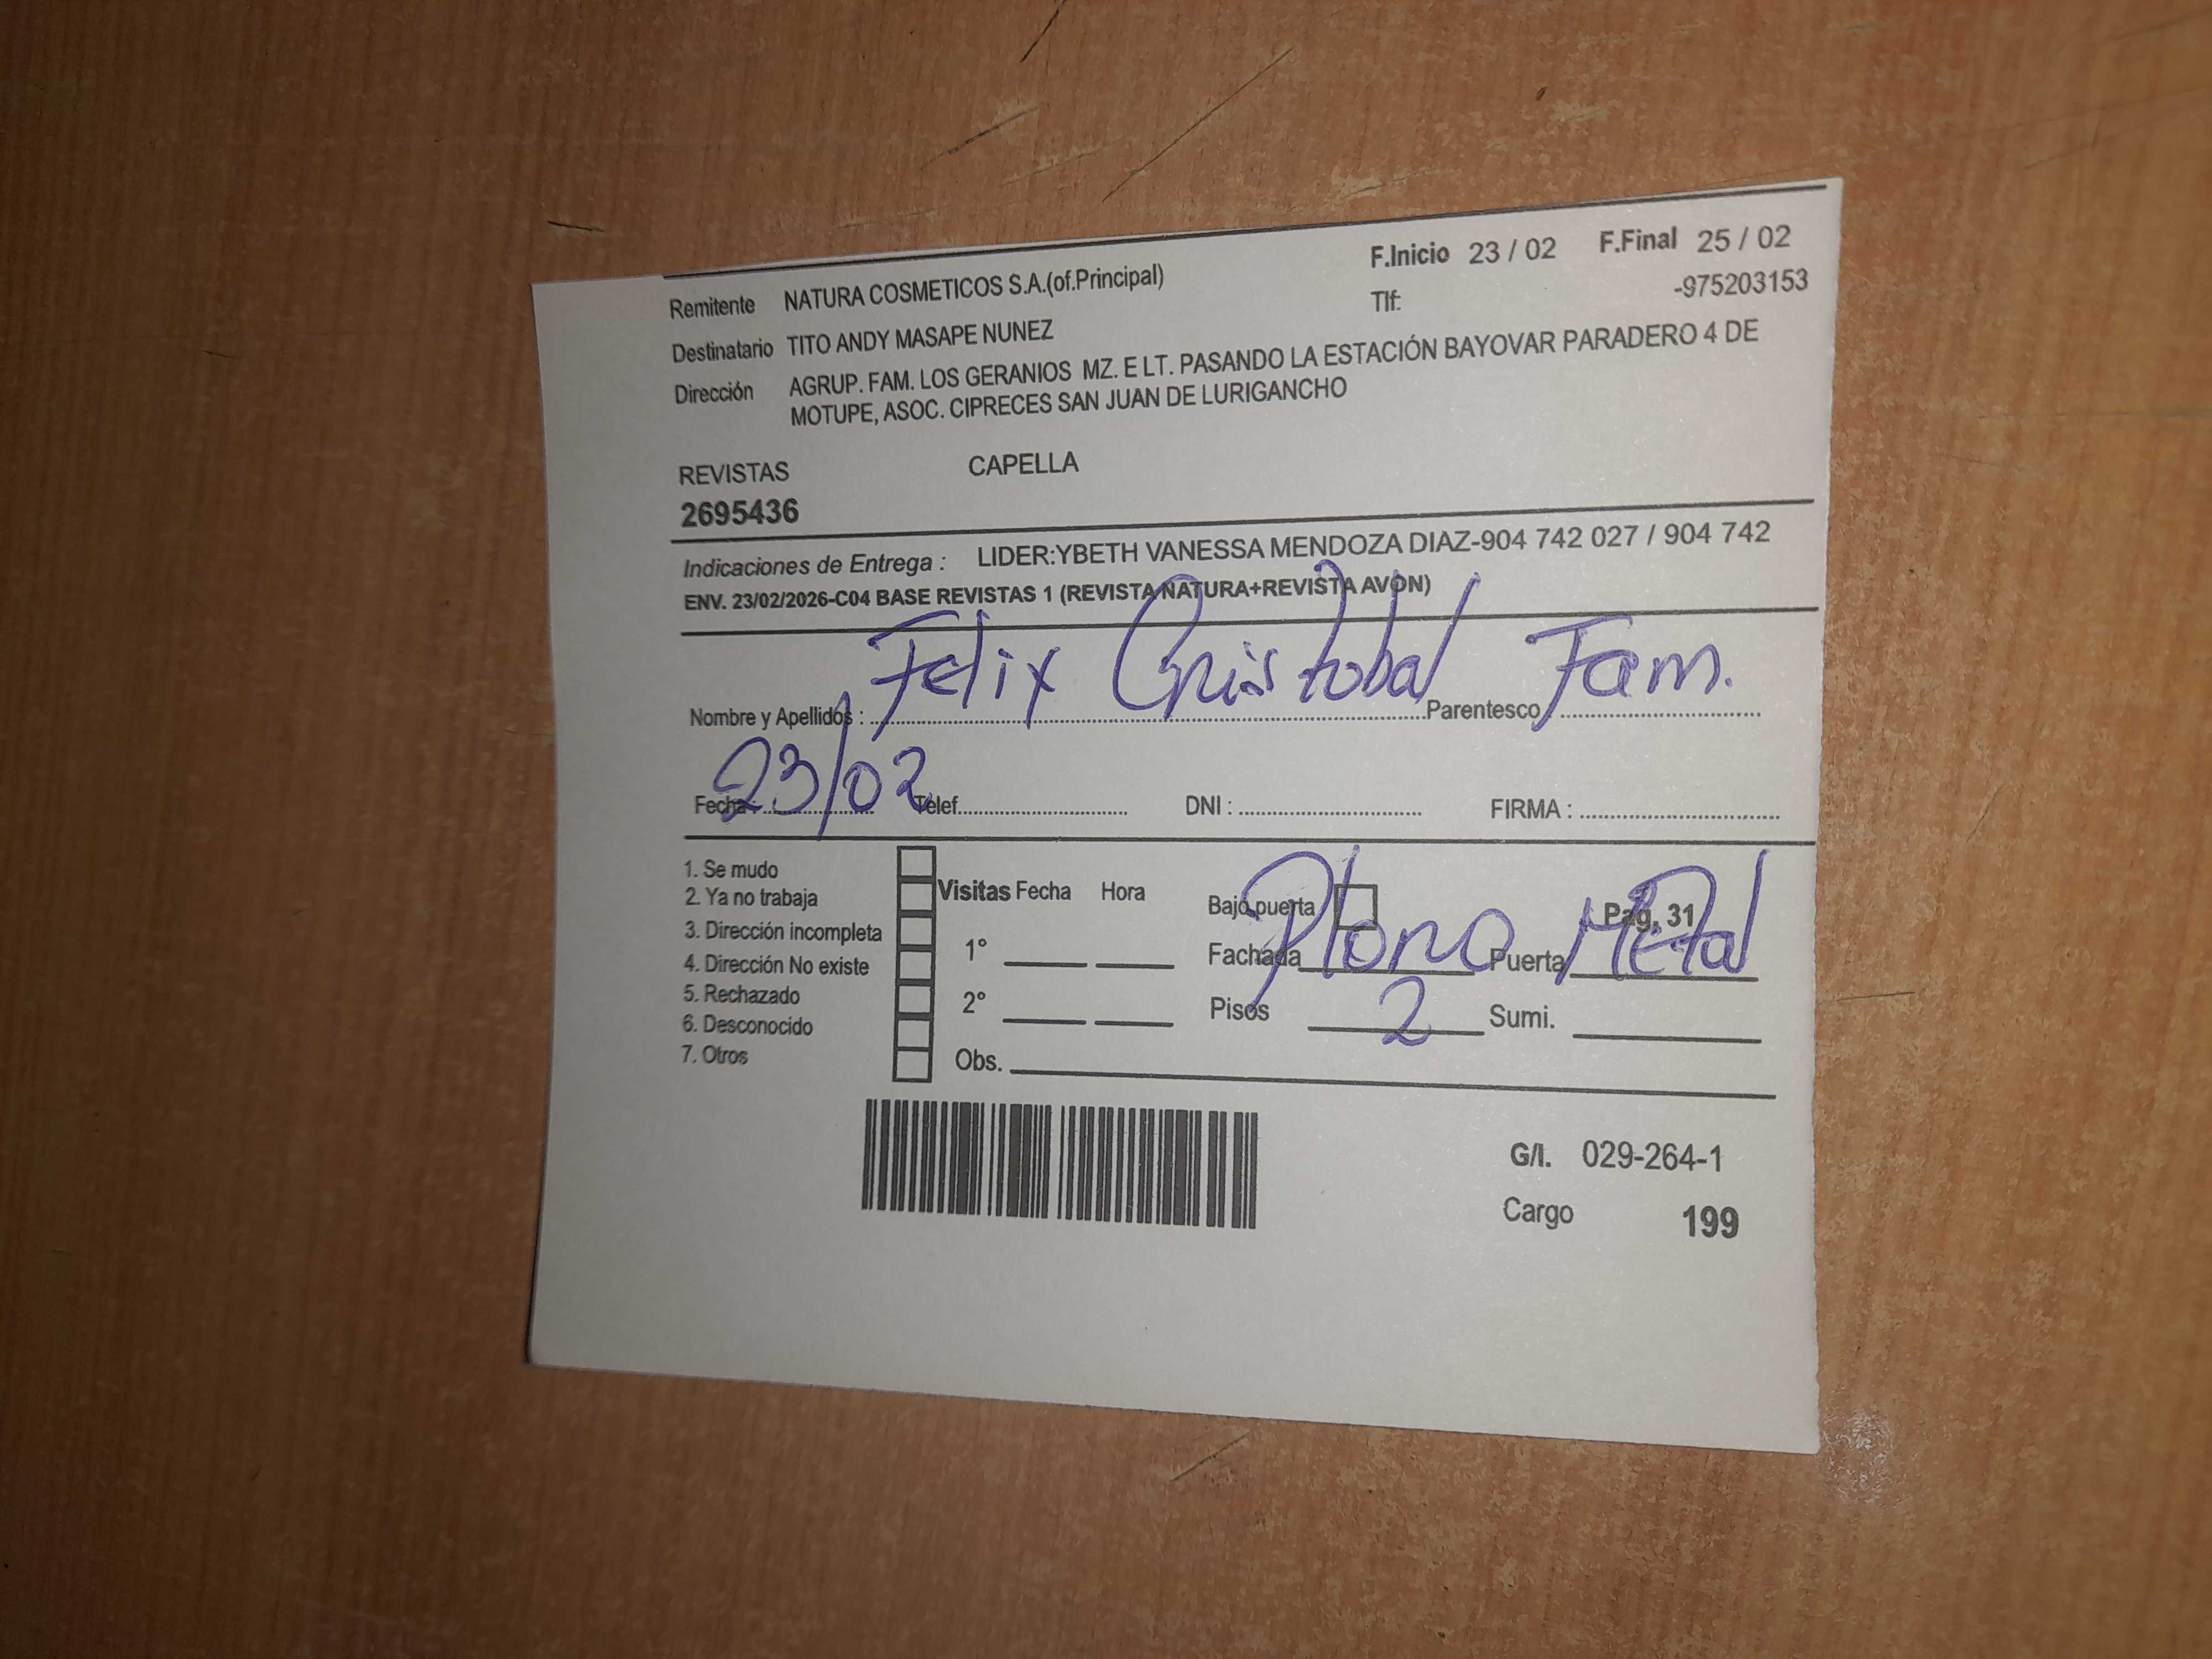 F.Inicio 23 / 02 F.Final 25 / 02
Remitente NATURA COSMETICOS S.A.(of.Principal) Tlf: -975203153
Destinatario TITO ANDY MASAPE NUNEZ
Dirección AGRUP. FAM. LOS GERANIOS MZ. E LT. PASANDO LA ESTACIÓN BAYOVAR PARADERO 4 DE
MOTUPE, ASOC. CIPRECES SAN JUAN DE LURIGANCHO
REVISTAS CAPELLA
2695436
Indicaciones de Entrega : LIDER:YBETH VANESSA MENDOZA DIAZ-904 742 027 / 904 742
ENV. 23/02/2026-C04 BASE REVISTAS 1 (REVISTA NATURA+REVISTA AVON)
Nombre y Apellidos : Felix Cristobal Parentesco Fam.
Fecha : 23/02 Telef. DNI : FIRMA :
1. Se mudo
2. Ya no trabaja
3. Dirección incompleta
4. Dirección No existe
5. Rechazado
6. Desconocido
7. Otros
Visitas Fecha Hora
1°
2°
Obs.
Bajo puerta Pag. 31
Fachada Plomo Puerta Metal
Pisos 2 Sumi.
G/I. 029-264-1
Cargo 199